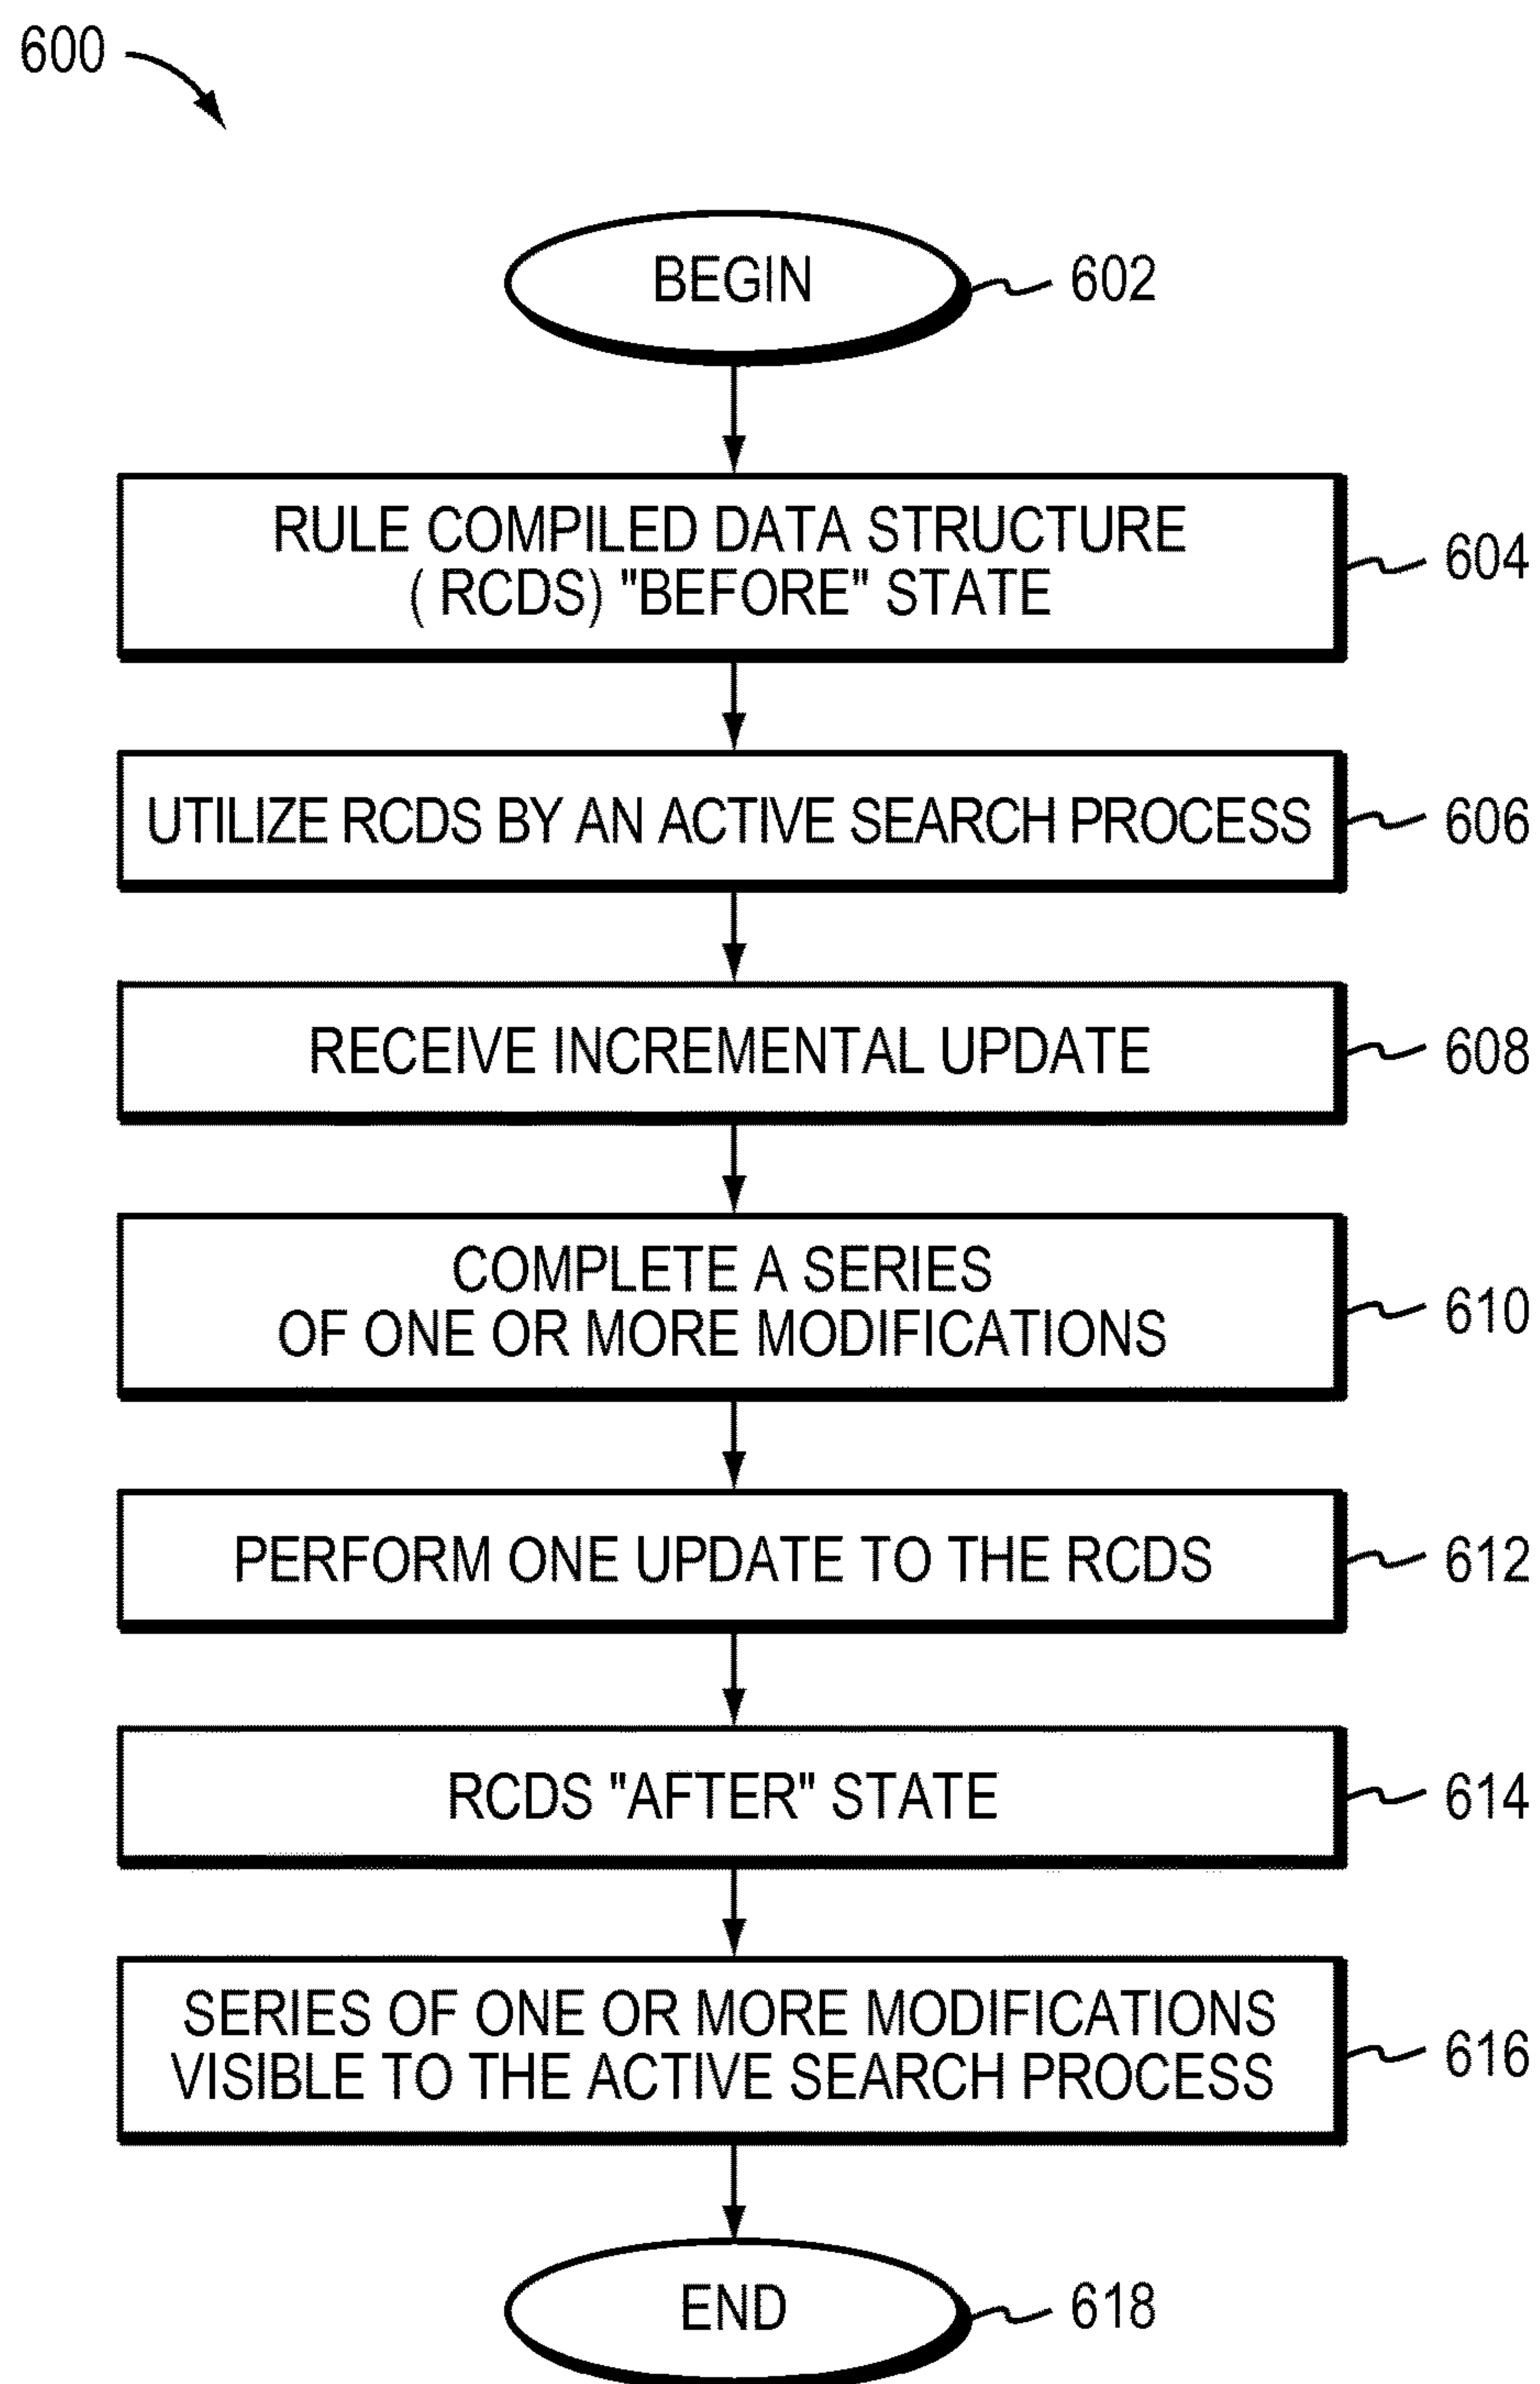 600
BEGIN
602
RULE COMPILED DATA STRUCTURE
( RCDS) "BEFORE" STATE
604
UTILIZE RCDS BY AN ACTIVE SEARCH PROCESS
606
RECEIVE INCREMENTAL UPDATE
608
COMPLETE A SERIES
OF ONE OR MORE MODIFICATIONS
610
PERFORM ONE UPDATE TO THE RCDS
612
RCDS "AFTER" STATE
614
SERIES OF ONE OR MORE MODIFICATIONS
VISIBLE TO THE ACTIVE SEARCH PROCESS
616
END
618